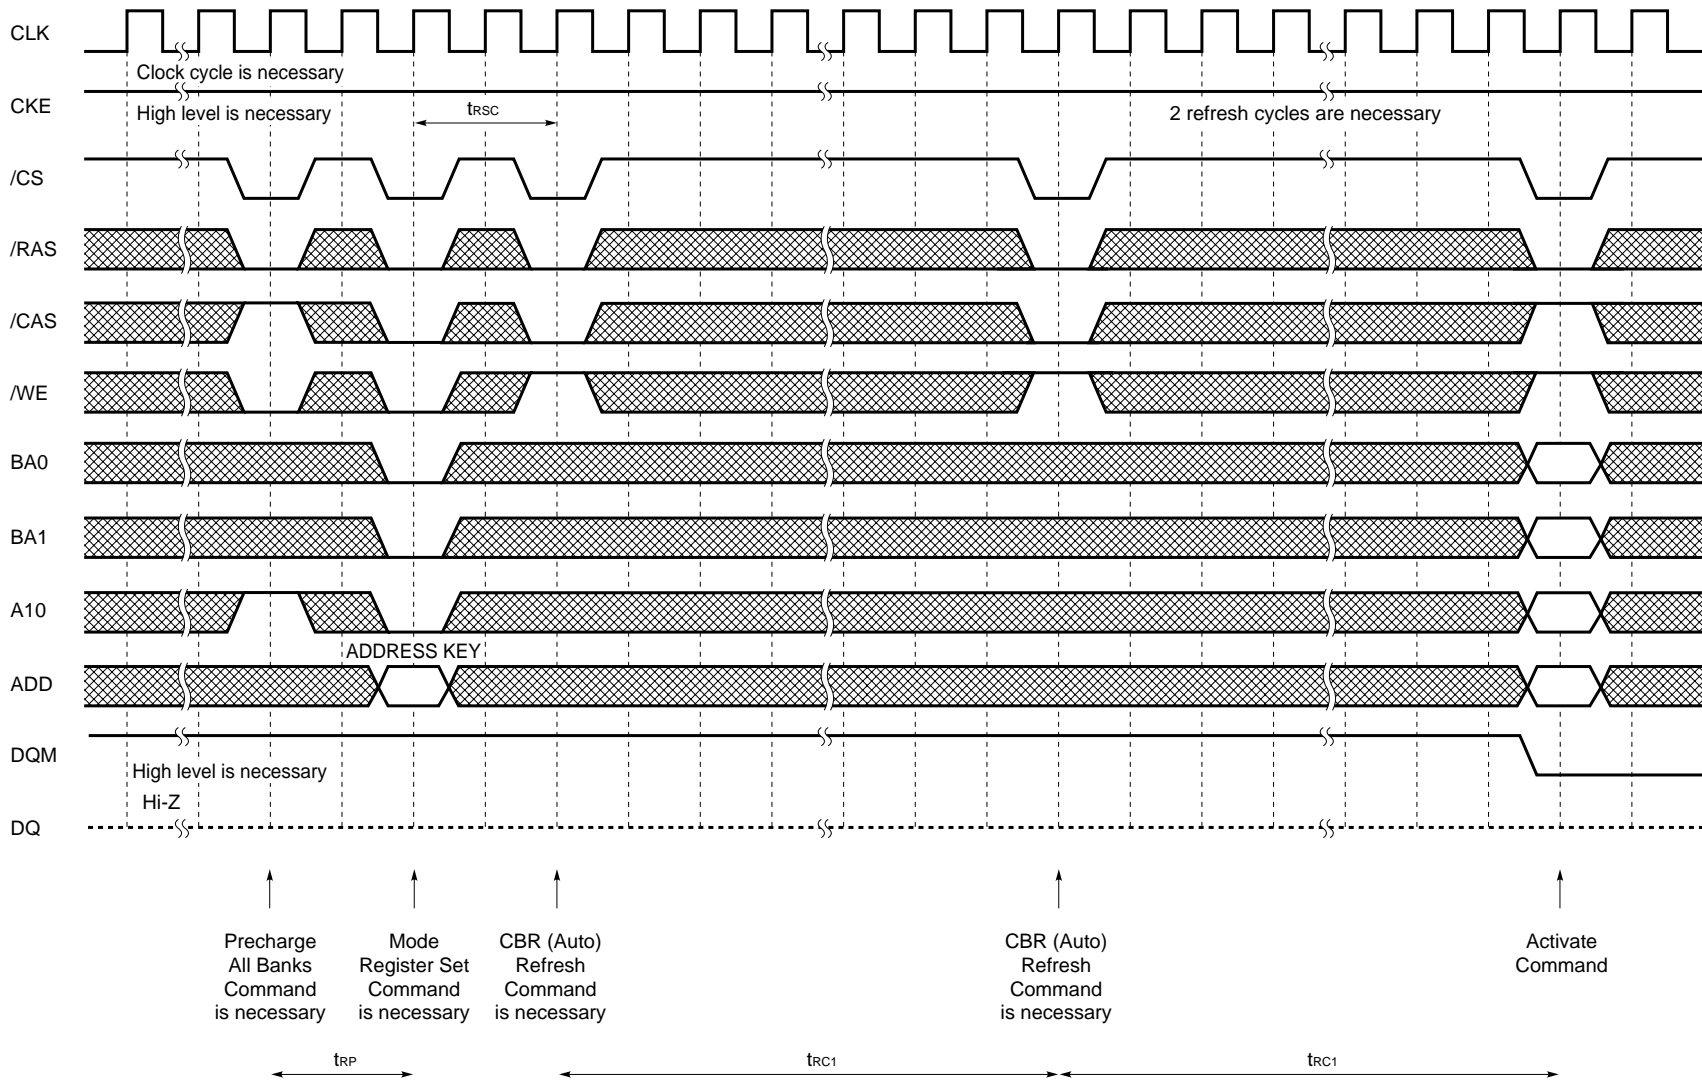 CLK
Clock cycle is necessary
CKE
High level is necessary
tRSC
2 refresh cycles are necessary
/CS
/RAS
/CAS
/WE
BA0
BA1
A10
ADDRESS KEY
ADD
DQM
High level is necessary
Hi-Z
DQ
Precharge
All Banks
Command
is necessary
Mode
Register Set
Command
is necessary
CBR (Auto)
Refresh
Command
is necessary
CBR (Auto)
Refresh
Command
is necessary
Activate
Command
tRP
tRC1
tRC1